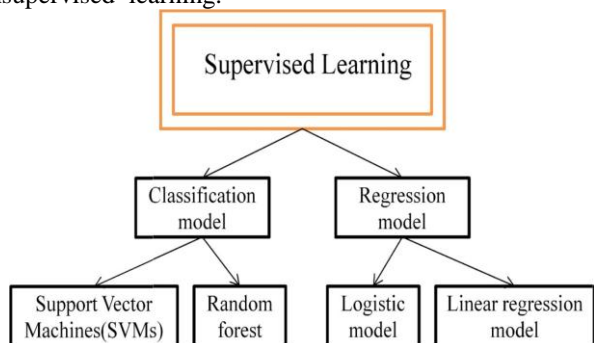 supervised learning.
Supervised Learning
Classification
model
Regression
model
Support Vector
Machines(SVMs)
Random
forest
Logistic
model
Linear regression
model